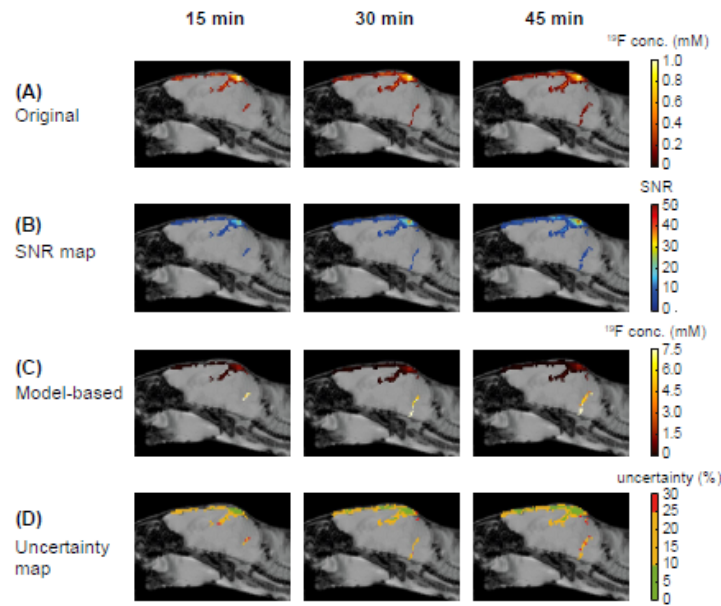 15 min 30 min 45 min
¹⁹F conc. (mM)
(A)
Original
1.0
0.8
0.6
0.4
0.2
0
SNR
(B)
SNR map
50
40
30
20
10
0 .
¹⁹F conc. (mM)
(C)
Model-based
7.5
6.0
4.5
3.0
1.5
0
uncertainty (%)
(D)
Uncertainty
map
30
25
20
15
10
5
0